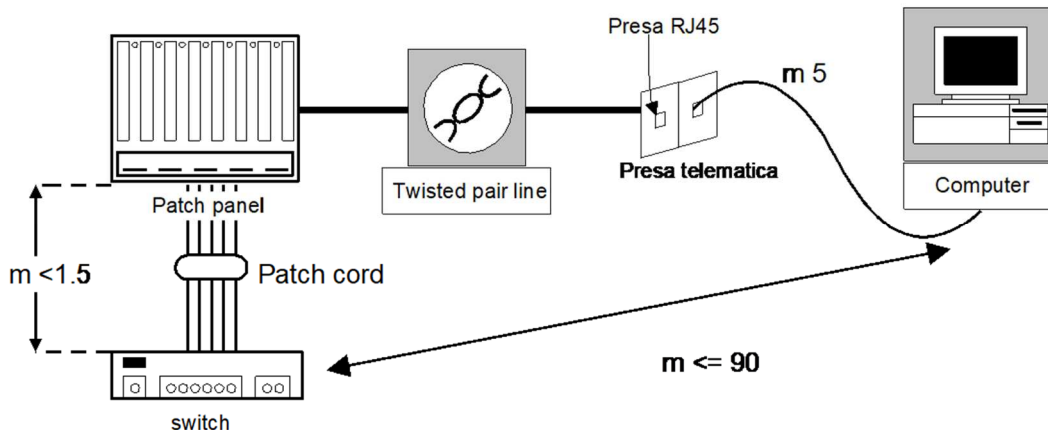 Presa RJ45
m 5
Presa telematica
Twisted pair line
Computer
Patch panel
m <1.5
Patch cord
m <= 90
switch